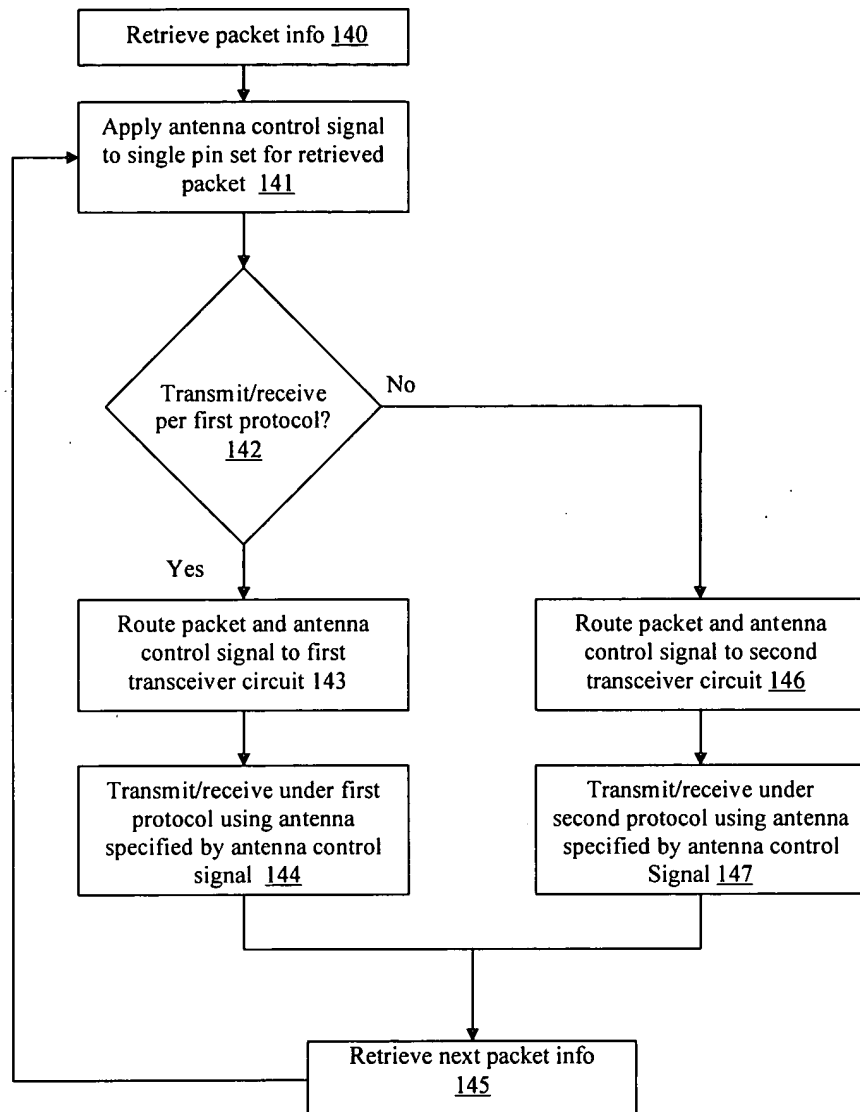 Retrieve packet info 140
Apply antenna control signal
to single pin set for retrieved
packet 141
Transmit/receive
per first protocol?
142
No
Yes
Route packet and antenna
control signal to first
transceiver circuit 143
Route packet and antenna
control signal to second
transceiver circuit 146
Transmit/receive under first
protocol using antenna
specified by antenna control
signal 144
Transmit/receive under
second protocol using antenna
specified by antenna control
Signal 147
Retrieve next packet info
145